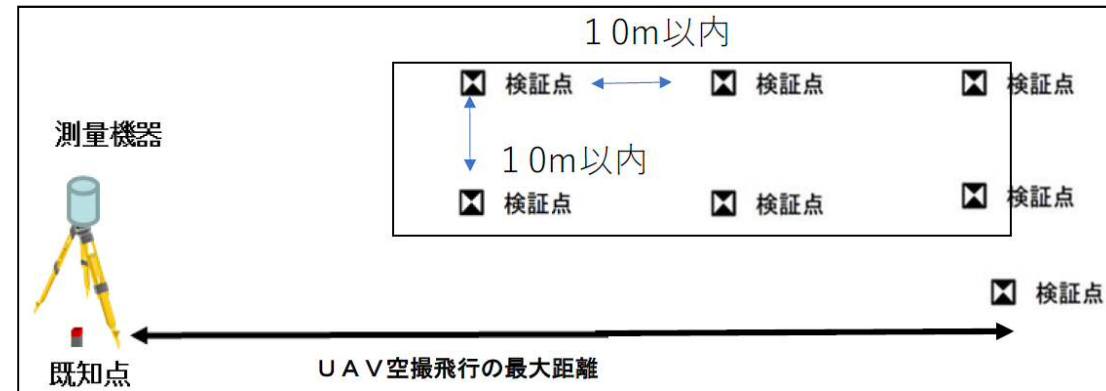 １０ｍ以内
検証点 検証点 検証点
測量機器
１０ｍ以内
検証点 検証点 検証点
検証点
既知点
ＵＡＶ空撮飛行の最大距離